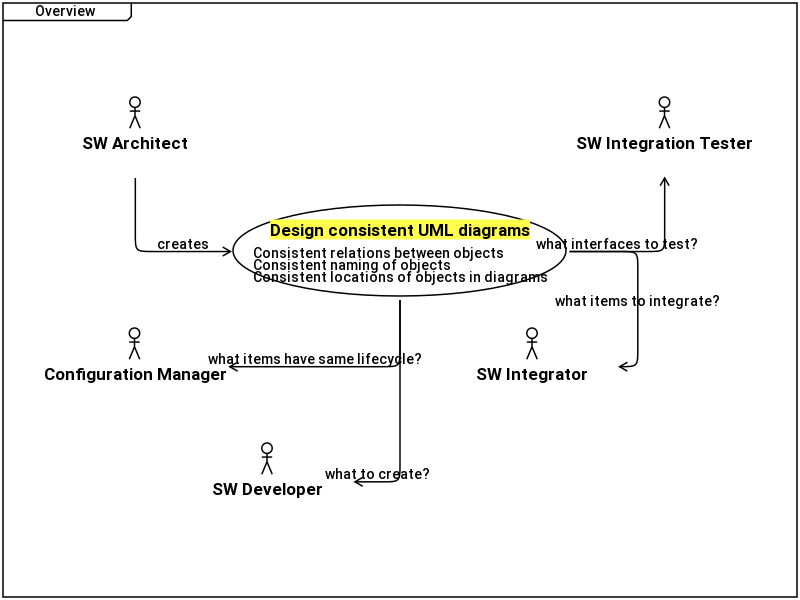 Overview
SW Architect
SW Integration Tester
Design consistent UML diagrams
creates
what interfaces to test?
Consistent relations between objects
Consistent naming of objects
Consistent locations of objects in diagrams
what items to integrate?
what items have same lifecycle?
Configuration Manager
SW Integrator
what to create?
SW Developer